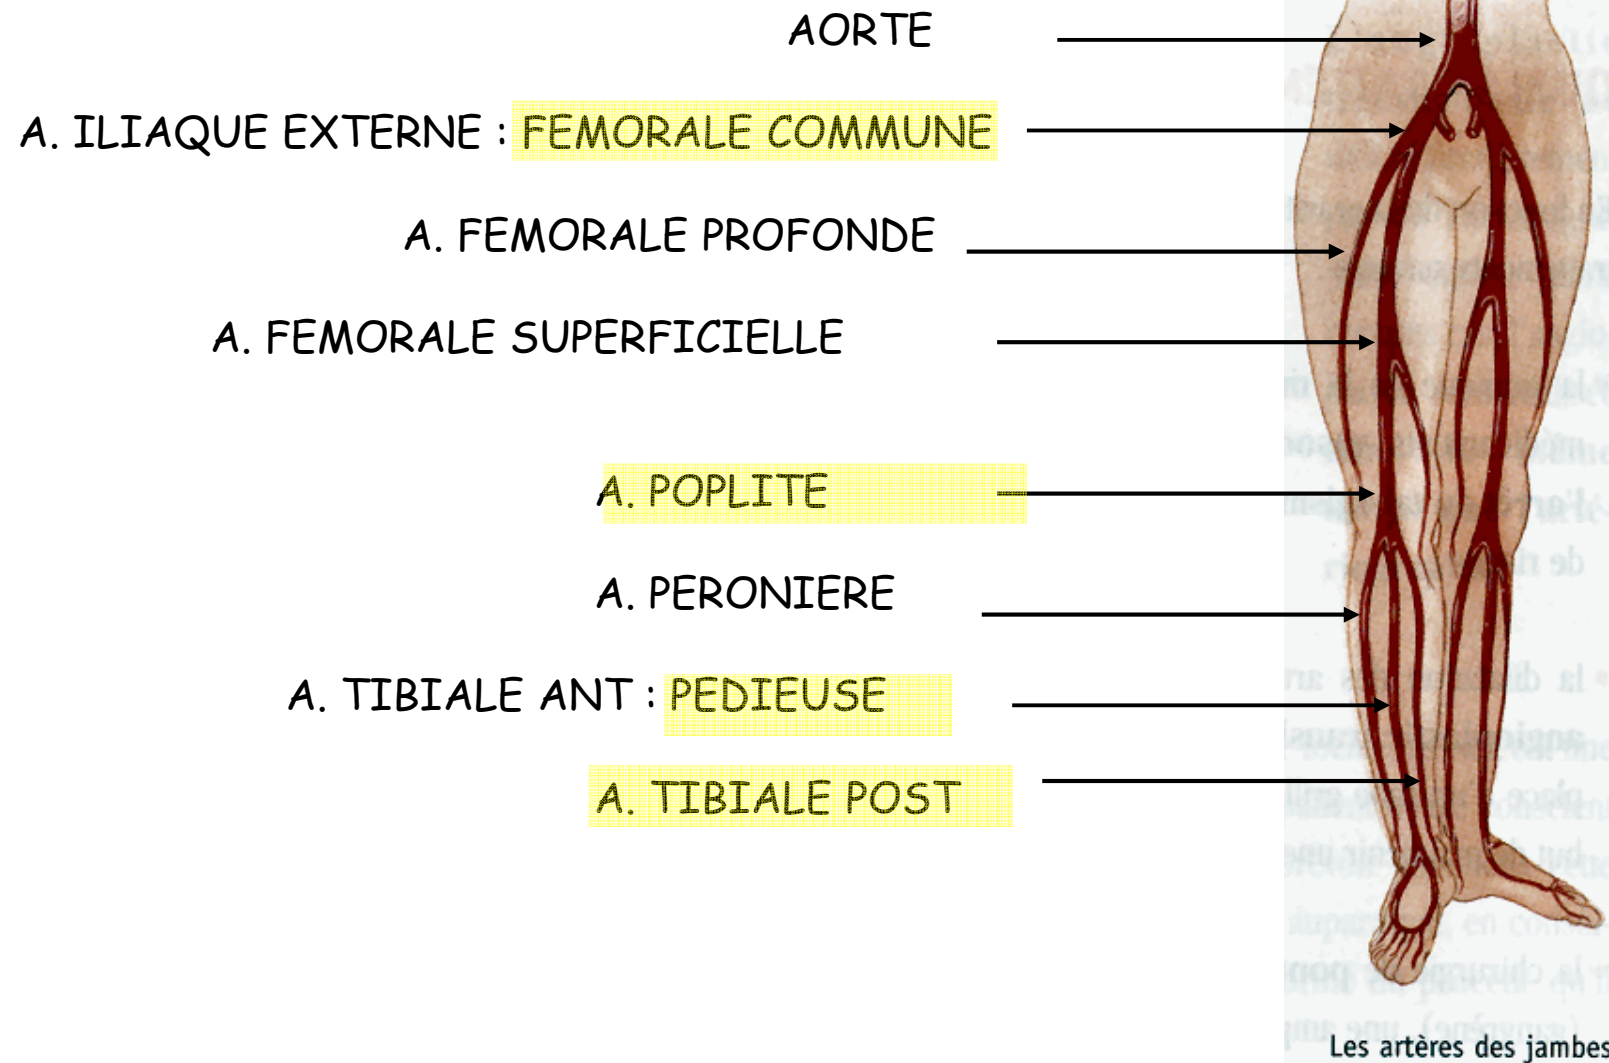 AORTE
A. ILIAQUE EXTERNE : FEMORALE COMMUNE
A. FEMORALE PROFONDE
A. FEMORALE SUPERFICIELLE
A. POPLITE
A. PERONIERE
A. TIBIALE ANT : PEDIEUSE
A. TIBIALE POST
Les artères des jambes